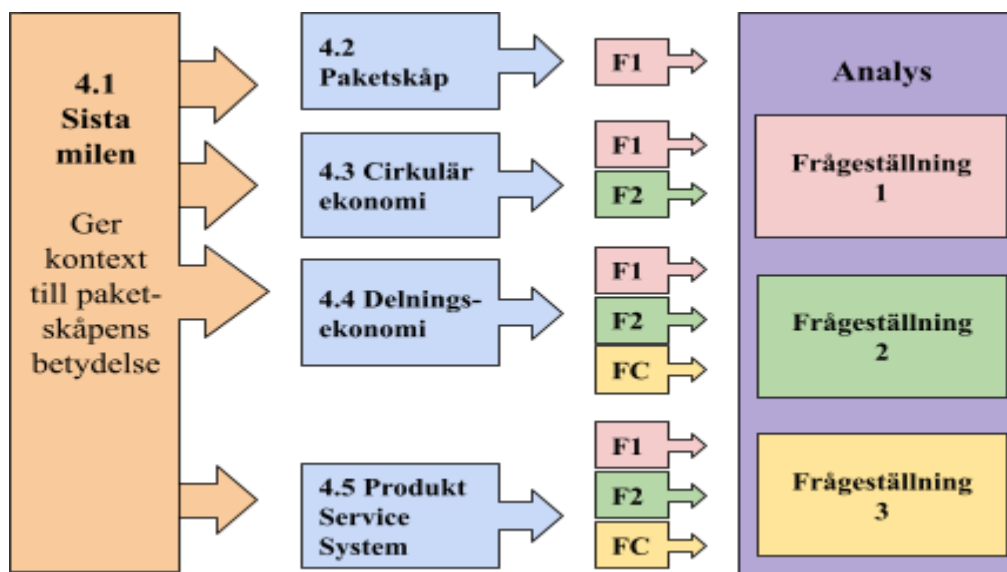 4.1
Sista
milen
Ger
kontext
till paket-
skåpens
betydelse
4.2
Paketskåp
F1
4.3 Cirkulär
ekonomi
F1
F2
4.4 Delnings-
ekonomi
F1
F2
FC
4.5 Produkt
Service
System
F1
F2
FC
Analys
Frågeställning
1
Frågeställning
2
Frågeställning
3